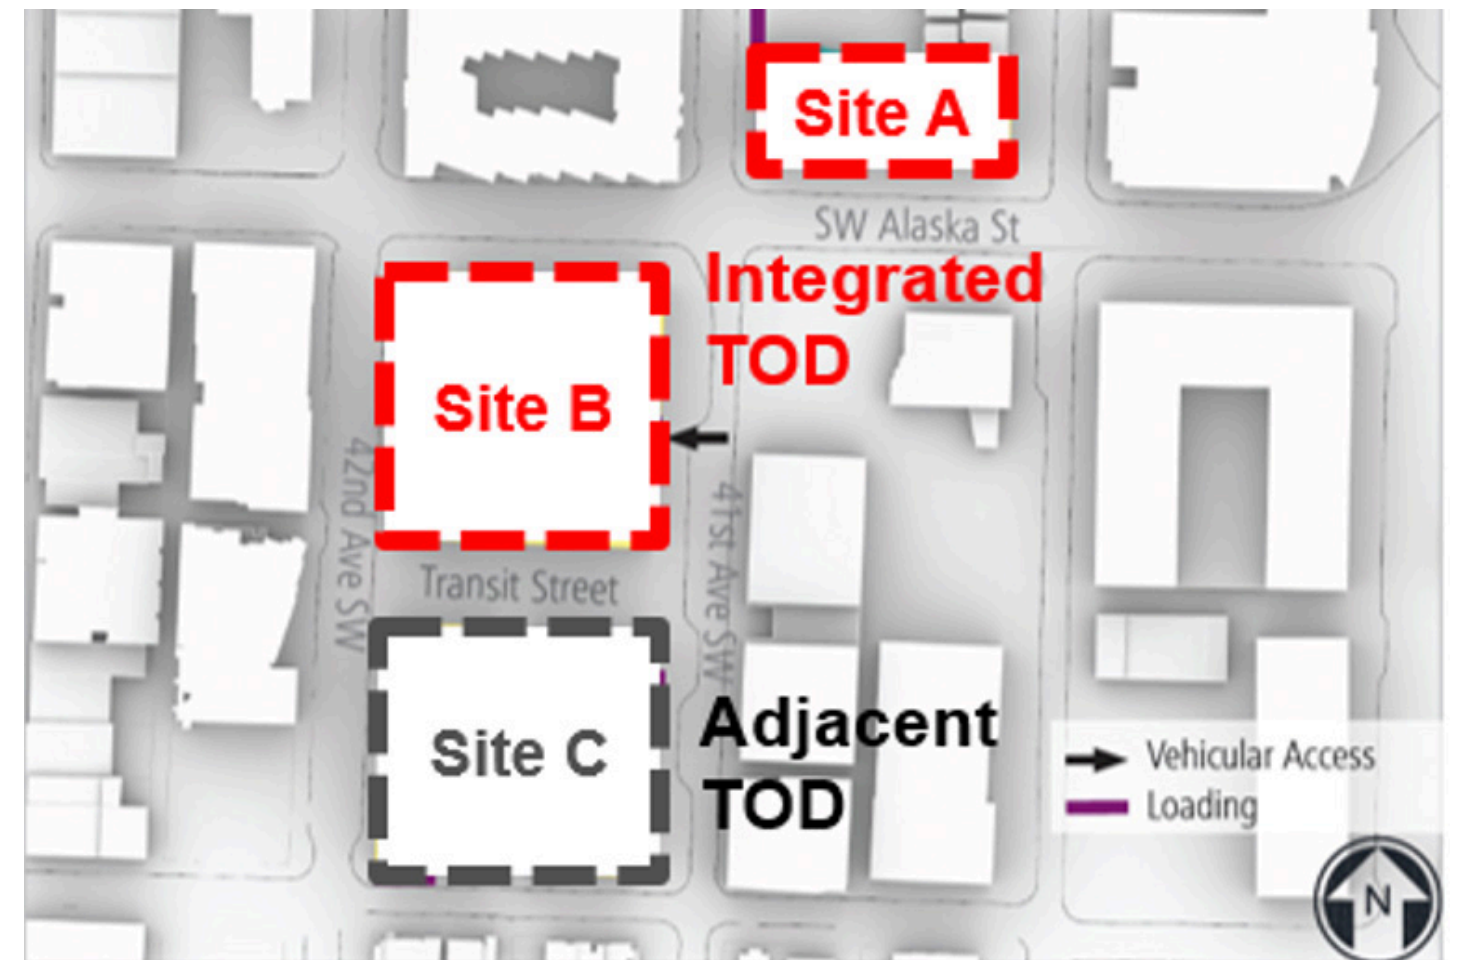 Site A
SW Alaska St
Integrated
TOD
Site B
42nd Ave SW
41st Ave SW
Transit Street
Site C
Adjacent
TOD
Vehicular Access
Loading
N